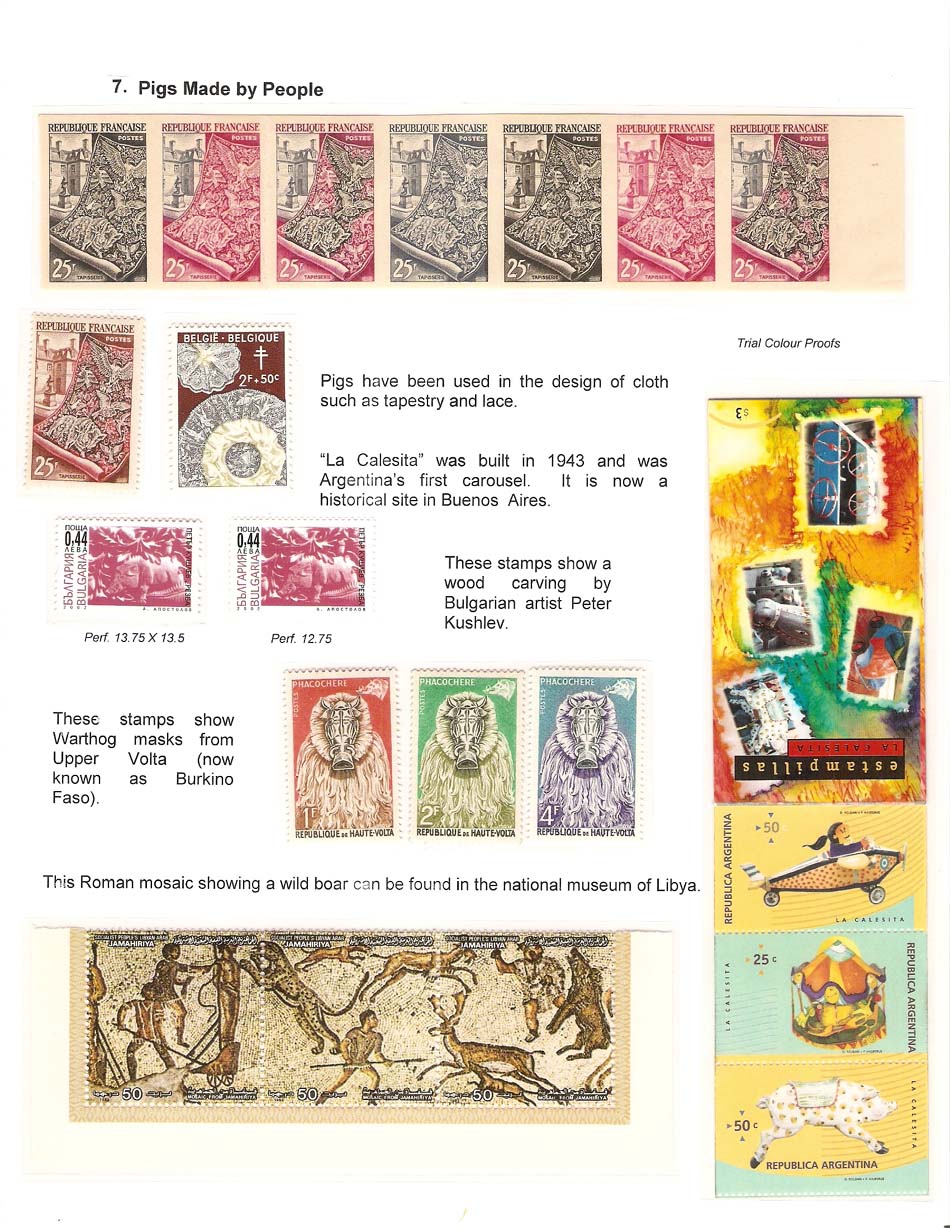 7. Pigs Made by People
REPUBLIQUE FRANCAISE REPUBLIQUE FRANCAISE REPUBLIQUE FRANCAISE REPUBLIQUE FRANCAISE REPUBLIQUE FRANCAISE REPUBLIQUE FRANCAISE REPUBLIQUE FRANCAISE
POSTES POSTES POSTES POSTES POSTES POSTES POSTES
25F 25F 25F 25F 25F 25F 25F
TAPISSERIE TAPISSERIE TAPISSERIE TAPISSERIE TAPISSERIE TAPISSERIE TAPISSERIE
Trial Colour Proofs
REPUBLIQUE FRANCAISE
POSTES
25F
TAPISSERIE
BELGIË-BELGIQUE
2F+50c
Pigs have been used in the design of cloth
such as tapestry and lace.
"La Calesita" was built in 1943 and was
Argentina's first carousel. It is now a
historical site in Buenos Aires.
ПОЩА
0,44
ЛЕВА
БЪЛГАРИЯ
BULGARIA
2002
А. АПОСТОЛОВ
ПОЩА
0,44
ЛЕВА
БЪЛГАРИЯ
BULGARIA
2002
А. АПОСТОЛОВ
Perf. 13.75 X 13.5
Perf. 12.75
These stamps show a
wood carving by
Bulgarian artist Peter
Kushlev.
These stamps show
Warthog masks from
Upper Volta (now
known as Burkino
Faso).
PHACOCHERE PHACOCHERE PHACOCHERE
POSTES POSTES POSTES
1F 2F 4F
REPUBLIQUE DE HAUTE-VOLTA REPUBLIQUE DE HAUTE-VOLTA REPUBLIQUE DE HAUTE-VOLTA
$3
LA CALESITA
estampillas
This Roman mosaic showing a wild boar can be found in the national museum of Libya.
SOCIALIST PEOPLE'S LIBYAN ARAB SOCIALIST PEOPLE'S LIBYAN ARAB SOCIALIST PEOPLE'S LIBYAN ARAB
JAMAHIRIYA JAMAHIRIYA JAMAHIRIYA
50 50 50
MOSAIC FROM JAMAHIRIYA MOSAIC FROM JAMAHIRIYA MOSAIC FROM JAMAHIRIYA
REPUBLICA ARGENTINA
50c
LA CALESITA
LA CALESITA
25c
REPUBLICA ARGENTINA
LA CALESITA
50c
REPUBLICA ARGENTINA